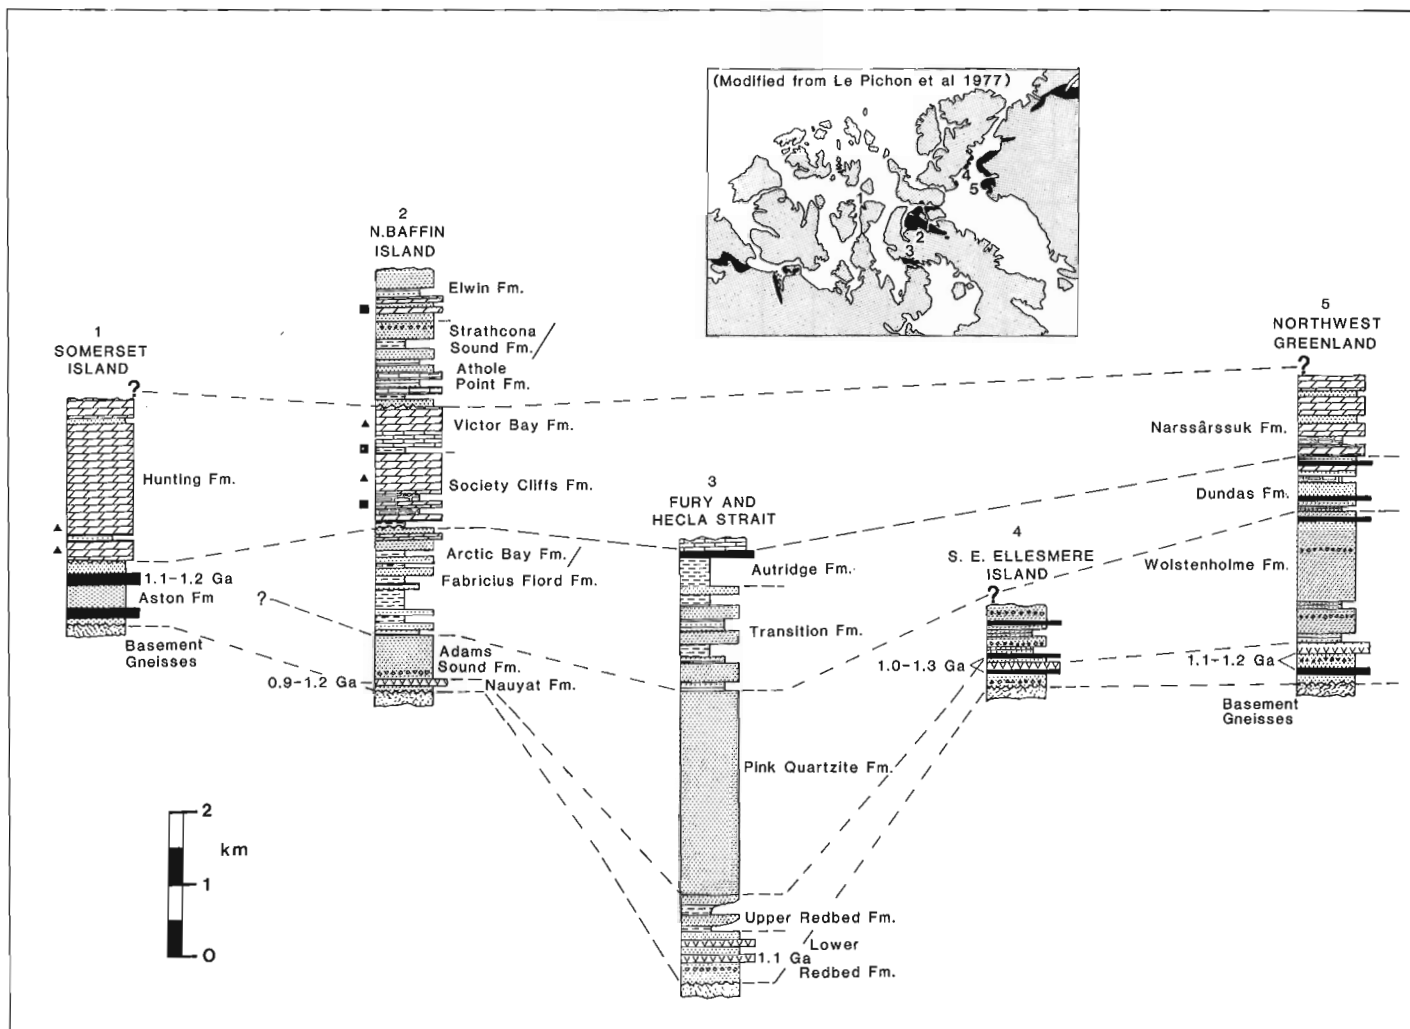 (Modified from Le Pichon et al 1977)
1
2
3
4
5
1
SOMERSET
ISLAND
?
Hunting Fm.
1.1-1.2 Ga
Aston Fm
Basement
Gneisses
2
N.BAFFIN
ISLAND
Elwin Fm.
Strathcona
Sound Fm.
Athole
Point Fm.
Victor Bay Fm.
Society Cliffs Fm.
Arctic Bay Fm.
Fabricius Fiord Fm.
?
Adams
Sound Fm.
0.9-1.2 Ga
Nauyat Fm.
3
FURY AND
HECLA STRAIT
Autridge Fm.
Transition Fm.
Pink Quartzite Fm.
Upper Redbed Fm.
Lower
1.1 Ga
Redbed Fm.
4
S. E. ELLESMERE
ISLAND
?
1.0-1.3 Ga
5
NORTHWEST
GREENLAND
?
Narssârssuk Fm.
Dundas Fm.
Wolstenholme Fm.
1.1-1.2 Ga
Basement
Gneisses
2
km
1
0